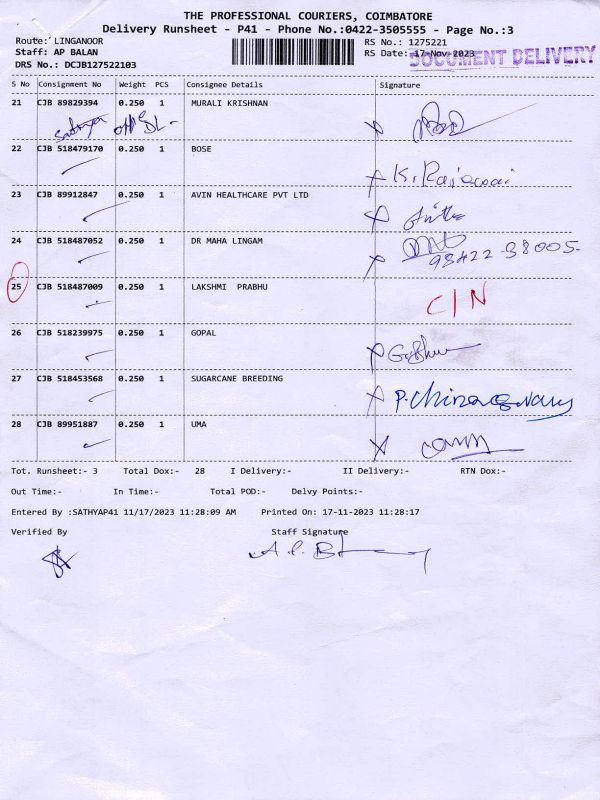 THE PROFESSIONAL COURIERS, COIMBATORE
Delivery Runsheet - P41 - Phone No.:0422-3505555 - Page No.:3
Route: LINGANOOR RS No.: 1275221
Staff: AP BALAN RS Date: 17-Nov-2023 DOCUMENT DELIVERY
DRS No.: DCJB127522103
S No Consignment No Weight PCS Consignee Details Signature
21 CJB 89829394 0.250 1 MURALI KRISHNAN
Sathya
22 CJB 518479170 0.250 1 BOSE
K. Rajeswari
23 CJB 89912847 0.250 1 AVIN HEALTHCARE PVT LTD
24 CJB 518487052 0.250 1 DR MAHA LINGAM
93422-38005-
25 CJB 518487009 0.250 1 LAKSHMI PRABHU
C/N
26 CJB 518239975 0.250 1 GOPAL
27 CJB 518453568 0.250 1 SUGARCANE BREEDING
28 CJB 89951887 0.250 1 UMA
Tot. Runsheet:- 3 Total Dox:- 28 I Delivery:- II Delivery:- RTN Dox:-
Out Time:- In Time:- Total POD:- Delvy Points:-
Entered By :SATHYAP41 11/17/2023 11:28:09 AM Printed On: 17-11-2023 11:28:17
Verified By Staff Signature